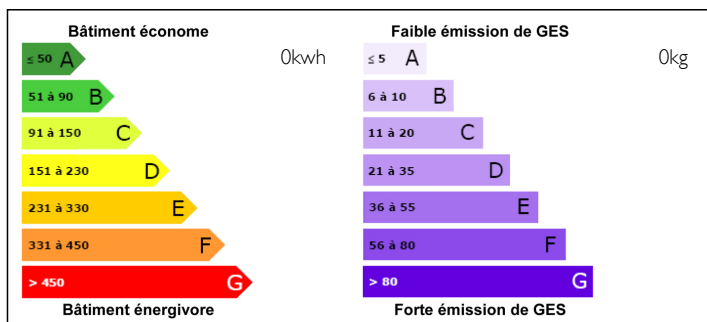 Bâtiment économe
≤ 50 A
0kwh
51 à 90 B
91 à 150 C
151 à 230 D
231 à 330 E
331 à 450 F
> 450 G
Bâtiment énergivore
Faible émission de GES
≤ 5 A
0kg
6 à 10 B
11 à 20 C
21 à 35 D
36 à 55 E
56 à 80 F
> 80 G
Forte émission de GES